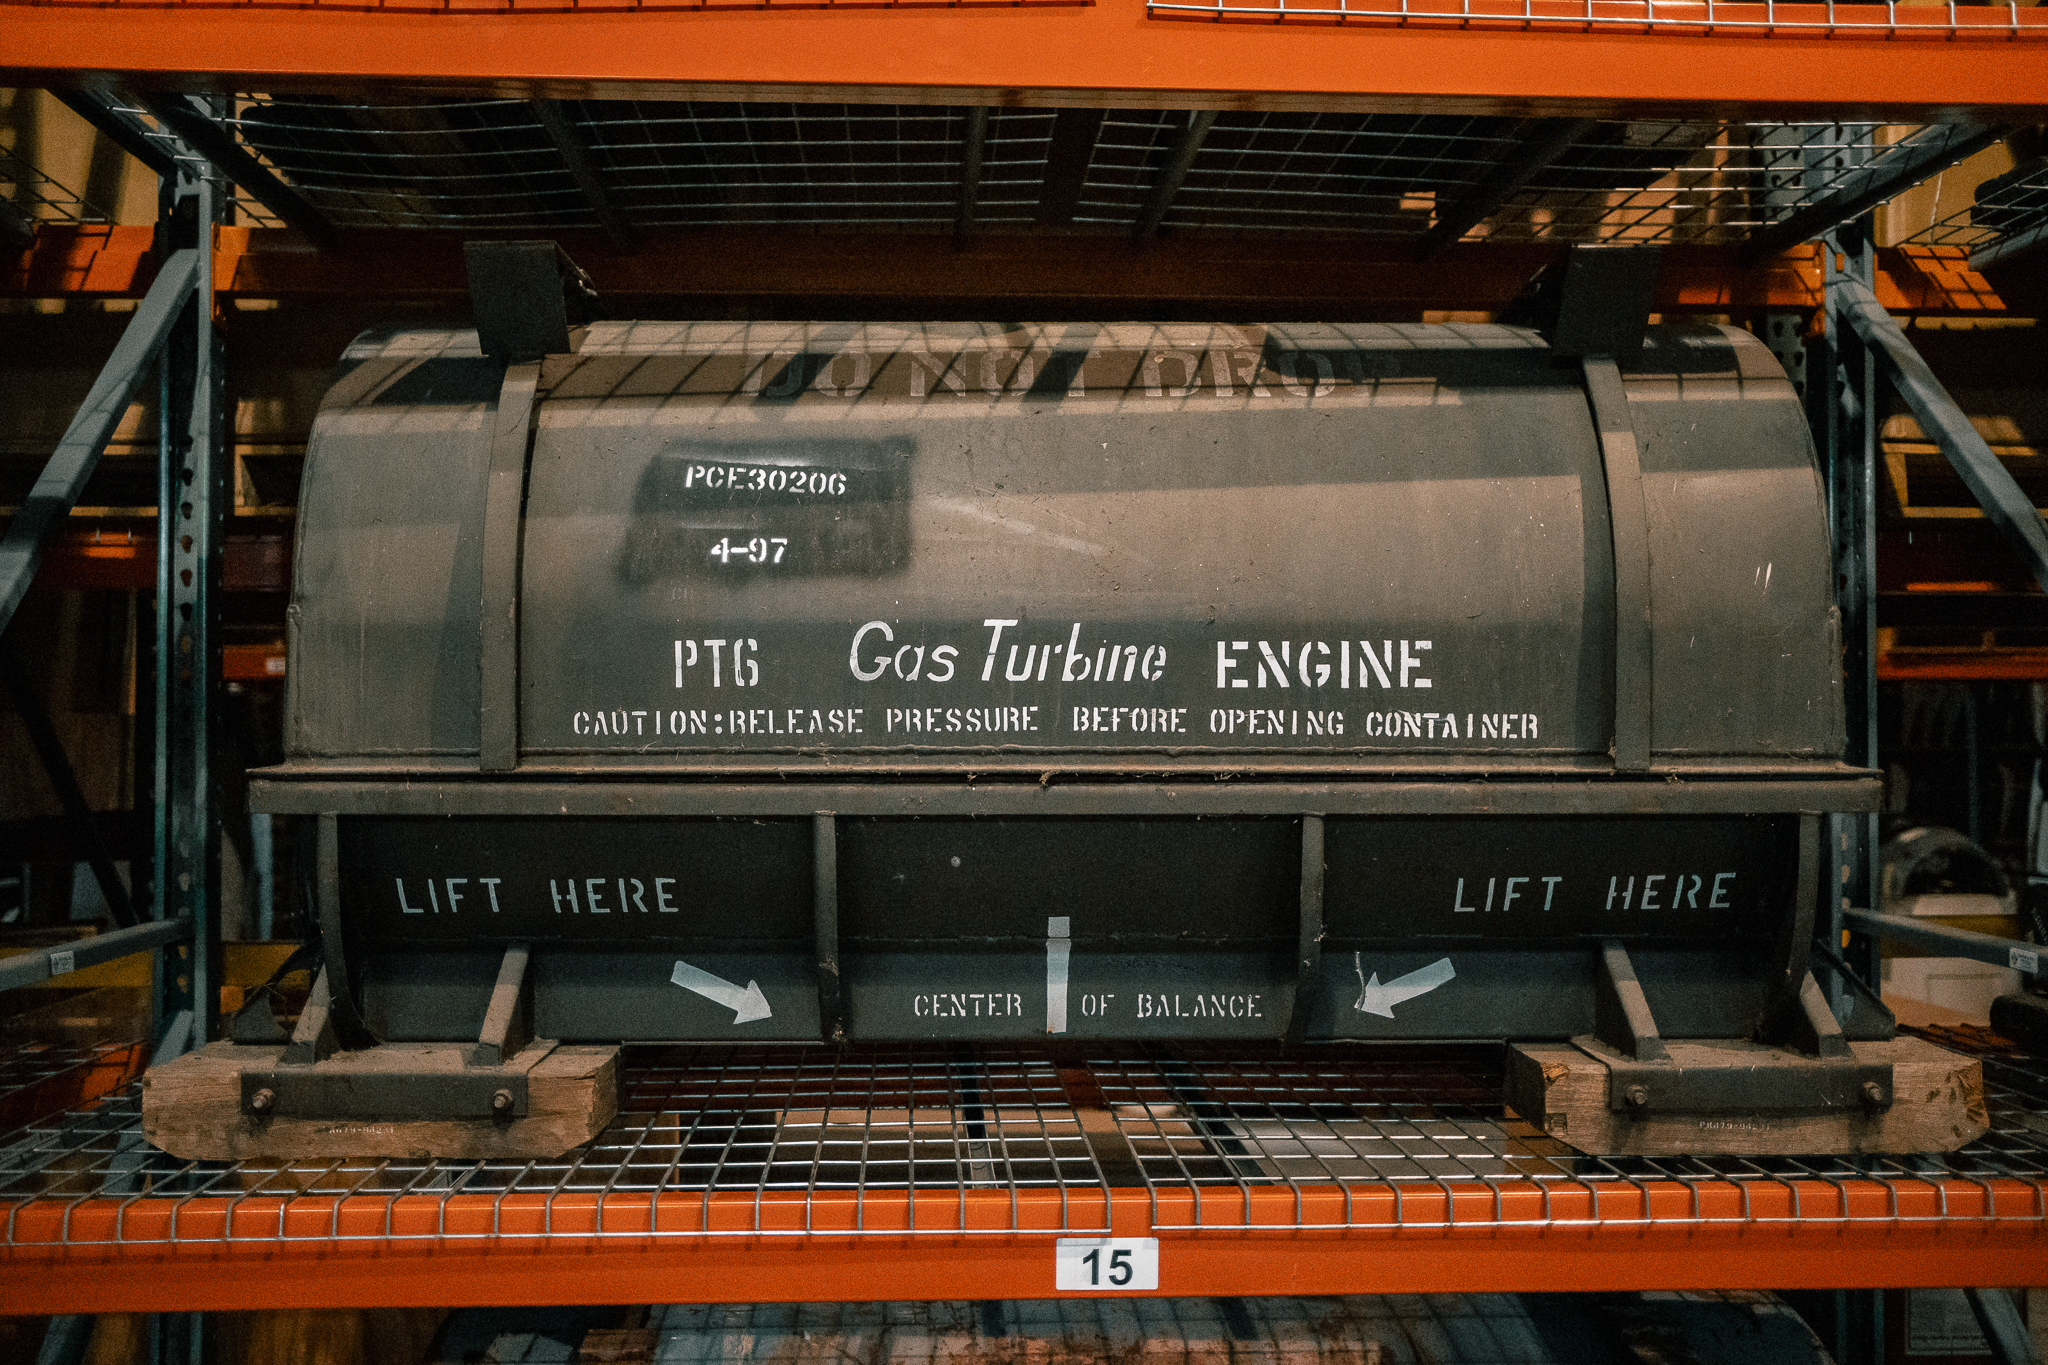 DO NOT DROP
PCE30206
4-97
PT6 Gas Turbine ENGINE
CAUTION:RELEASE PRESSURE BEFORE OPENING CONTAINER
LIFT HERE
LIFT HERE
CENTER OF BALANCE
15